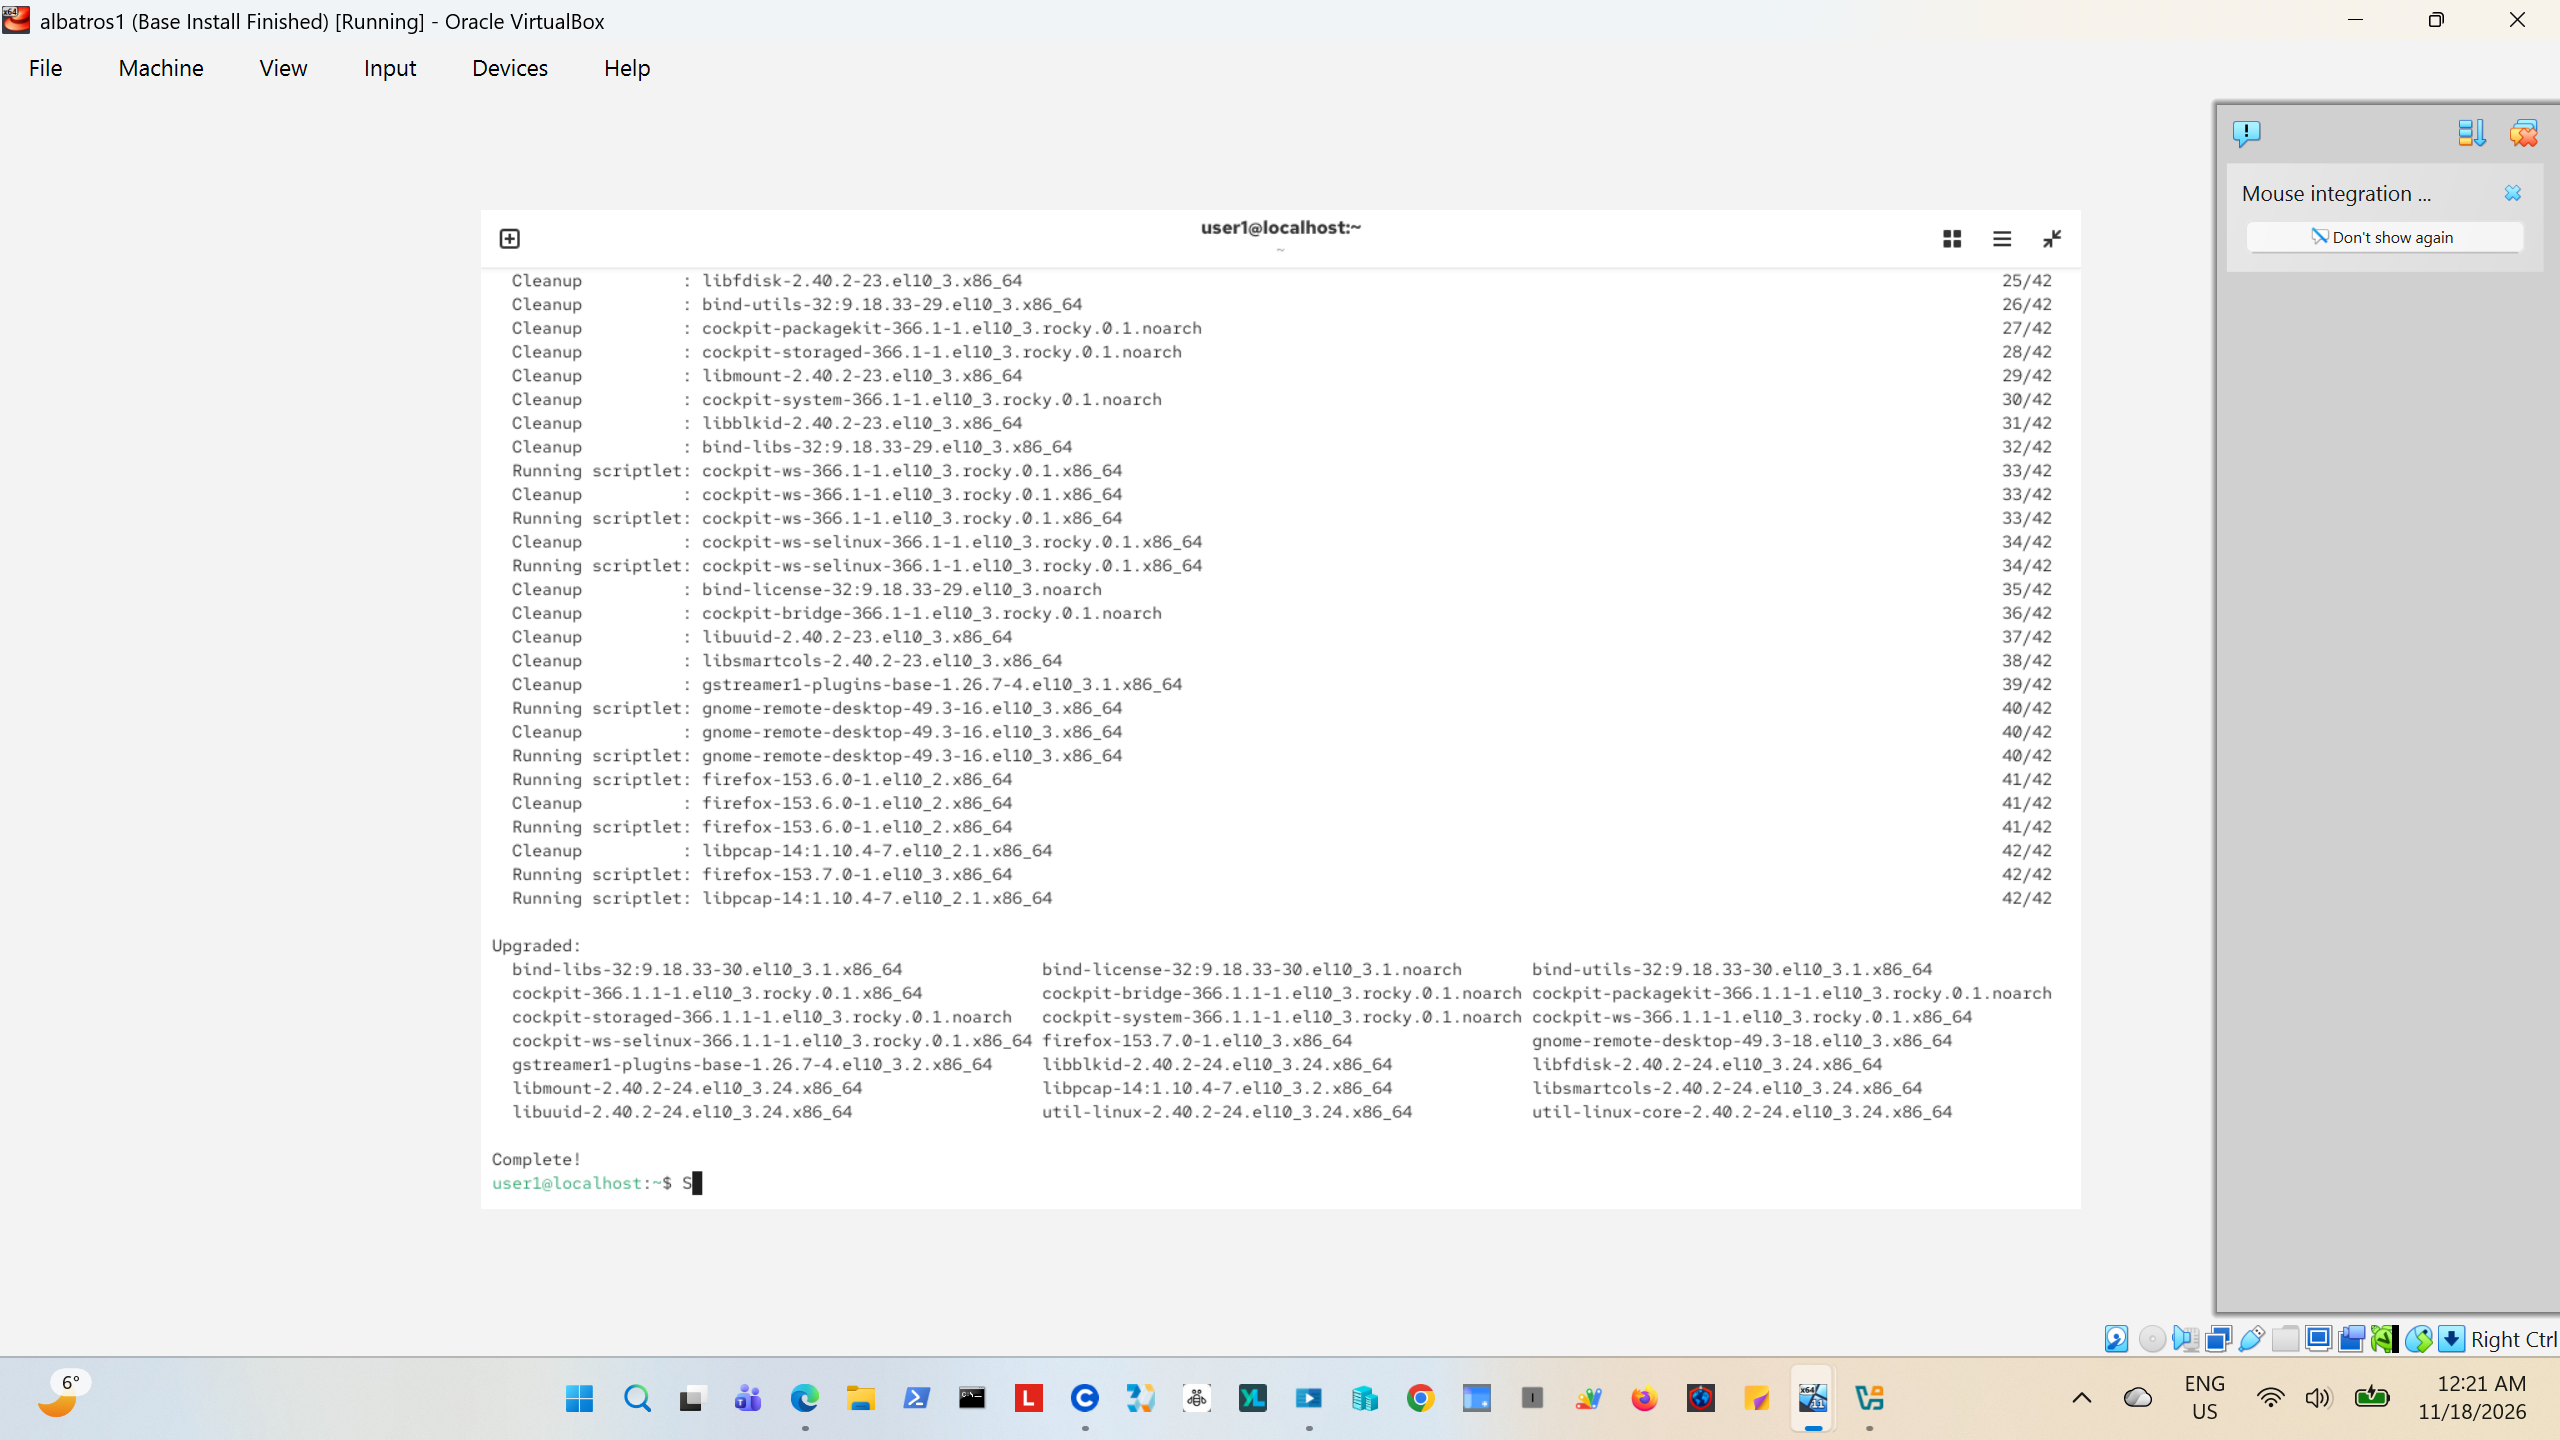 albatros1 (Base Install Finished) [Running] - Oracle VirtualBox
File Machine View Input Devices Help
Mouse integration ...
Don't show again
user1@localhost:~
~
Cleanup : libfdisk-2.40.2-23.el10_3.x86_64 25/42
Cleanup : bind-utils-32:9.18.33-29.el10_3.x86_64 26/42
Cleanup : cockpit-packagekit-366.1-1.el10_3.rocky.0.1.noarch 27/42
Cleanup : cockpit-storaged-366.1-1.el10_3.rocky.0.1.noarch 28/42
Cleanup : libmount-2.40.2-23.el10_3.x86_64 29/42
Cleanup : cockpit-system-366.1-1.el10_3.rocky.0.1.noarch 30/42
Cleanup : libblkid-2.40.2-23.el10_3.x86_64 31/42
Cleanup : bind-libs-32:9.18.33-29.el10_3.x86_64 32/42
Running scriptlet: cockpit-ws-366.1-1.el10_3.rocky.0.1.x86_64 33/42
Cleanup : cockpit-ws-366.1-1.el10_3.rocky.0.1.x86_64 33/42
Running scriptlet: cockpit-ws-366.1-1.el10_3.rocky.0.1.x86_64 33/42
Cleanup : cockpit-ws-selinux-366.1-1.el10_3.rocky.0.1.x86_64 34/42
Running scriptlet: cockpit-ws-selinux-366.1-1.el10_3.rocky.0.1.x86_64 34/42
Cleanup : bind-license-32:9.18.33-29.el10_3.noarch 35/42
Cleanup : cockpit-bridge-366.1-1.el10_3.rocky.0.1.noarch 36/42
Cleanup : libuuid-2.40.2-23.el10_3.x86_64 37/42
Cleanup : libsmartcols-2.40.2-23.el10_3.x86_64 38/42
Cleanup : gstreamer1-plugins-base-1.26.7-4.el10_3.1.x86_64 39/42
Running scriptlet: gnome-remote-desktop-49.3-16.el10_3.x86_64 40/42
Cleanup : gnome-remote-desktop-49.3-16.el10_3.x86_64 40/42
Running scriptlet: gnome-remote-desktop-49.3-16.el10_3.x86_64 40/42
Running scriptlet: firefox-153.6.0-1.el10_2.x86_64 41/42
Cleanup : firefox-153.6.0-1.el10_2.x86_64 41/42
Running scriptlet: firefox-153.6.0-1.el10_2.x86_64 41/42
Cleanup : libpcap-14:1.10.4-7.el10_2.1.x86_64 42/42
Running scriptlet: firefox-153.7.0-1.el10_3.x86_64 42/42
Running scriptlet: libpcap-14:1.10.4-7.el10_2.1.x86_64 42/42
Upgraded:
bind-libs-32:9.18.33-30.el10_3.1.x86_64 bind-license-32:9.18.33-30.el10_3.1.noarch bind-utils-32:9.18.33-30.el10_3.1.x86_64
cockpit-366.1.1-1.el10_3.rocky.0.1.x86_64 cockpit-bridge-366.1.1-1.el10_3.rocky.0.1.noarch cockpit-packagekit-366.1.1-1.el10_3.rocky.0.1.noarch
cockpit-storaged-366.1.1-1.el10_3.rocky.0.1.noarch cockpit-system-366.1.1-1.el10_3.rocky.0.1.noarch cockpit-ws-366.1.1-1.el10_3.rocky.0.1.x86_64
cockpit-ws-selinux-366.1.1-1.el10_3.rocky.0.1.x86_64 firefox-153.7.0-1.el10_3.x86_64 gnome-remote-desktop-49.3-18.el10_3.x86_64
gstreamer1-plugins-base-1.26.7-4.el10_3.2.x86_64 libblkid-2.40.2-24.el10_3.24.x86_64 libfdisk-2.40.2-24.el10_3.24.x86_64
libmount-2.40.2-24.el10_3.24.x86_64 libpcap-14:1.10.4-7.el10_3.2.x86_64 libsmartcols-2.40.2-24.el10_3.24.x86_64
libuuid-2.40.2-24.el10_3.24.x86_64 util-linux-2.40.2-24.el10_3.24.x86_64 util-linux-core-2.40.2-24.el10_3.24.x86_64
Complete!
user1@localhost:~$ S
Right Ctrl
6°
ENG
US
12:21 AM
11/18/2026